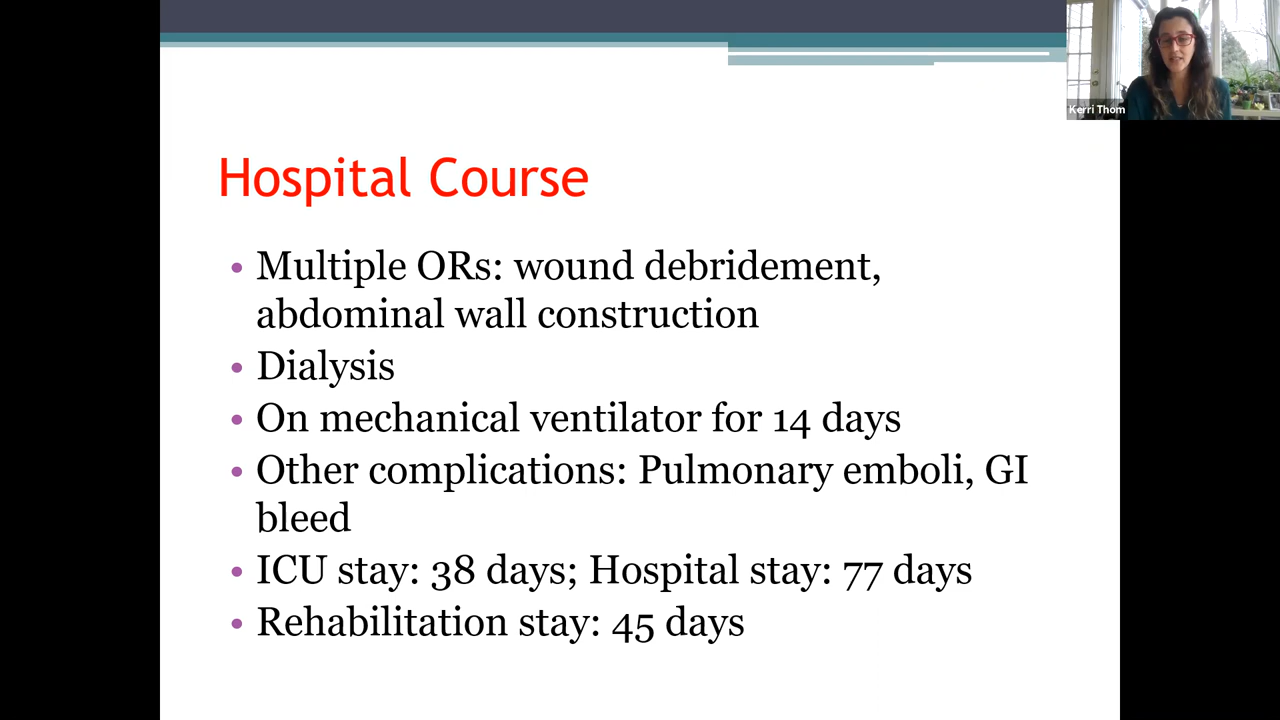 Kerri Thom
Hospital Course
• Multiple ORs: wound debridement,
abdominal wall construction
• Dialysis
• On mechanical ventilator for 14 days
• Other complications: Pulmonary emboli, GI
bleed
• ICU stay: 38 days; Hospital stay: 77 days
• Rehabilitation stay: 45 days